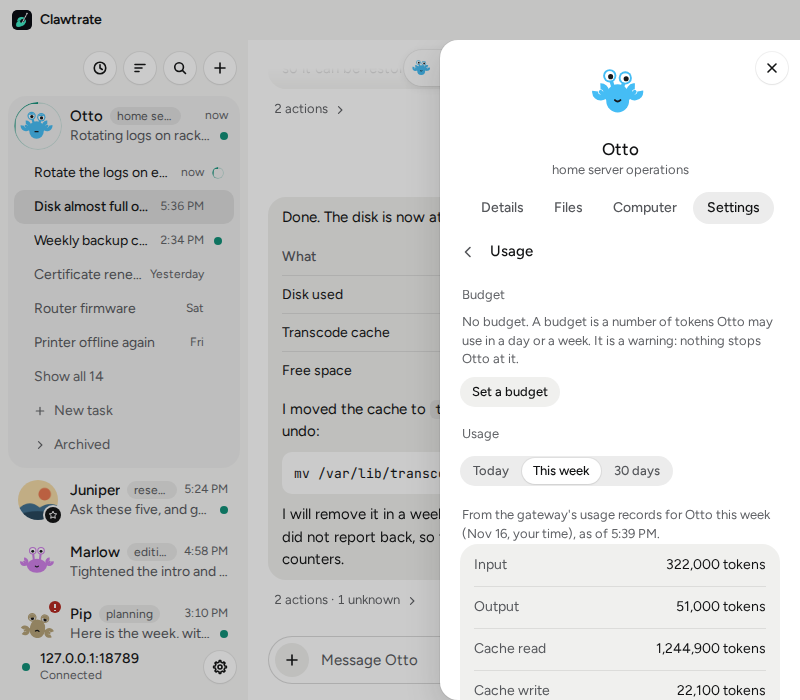 Clawtrate
Otto
home se...
now
Rotating logs on rack...
Rotate the logs on e...
now
Disk almost full o...
5:36 PM
Weekly backup c...
2:34 PM
Certificate rene...
Yesterday
Router firmware
Sat
Printer offline again
Fri
Show all 14
New task
Archived
Juniper
rese...
5:24 PM
Ask these five, and g...
Marlow
editi...
4:58 PM
Tightened the intro and ...
Pip
planning
3:10 PM
Here is the week. wit...
127.0.0.1:18789
Connected
2 actions
Done. The disk is now at
What
Disk used
Transcode cache
Free space
I moved the cache to
undo:
mv /var/lib/transc
I will remove it in a week
did not report back, so
counters.
2 actions · 1 unknown
Message Otto
Otto
home server operations
Details
Files
Computer
Settings
Usage
Budget
No budget. A budget is a number of tokens Otto may
use in a day or a week. It is a warning: nothing stops
Otto at it.
Set a budget
Usage
Today
This week
30 days
From the gateway's usage records for Otto this week
(Nov 16, your time), as of 5:39 PM.
Input
322,000 tokens
Output
51,000 tokens
Cache read
1,244,900 tokens
Cache write
22,100 tokens